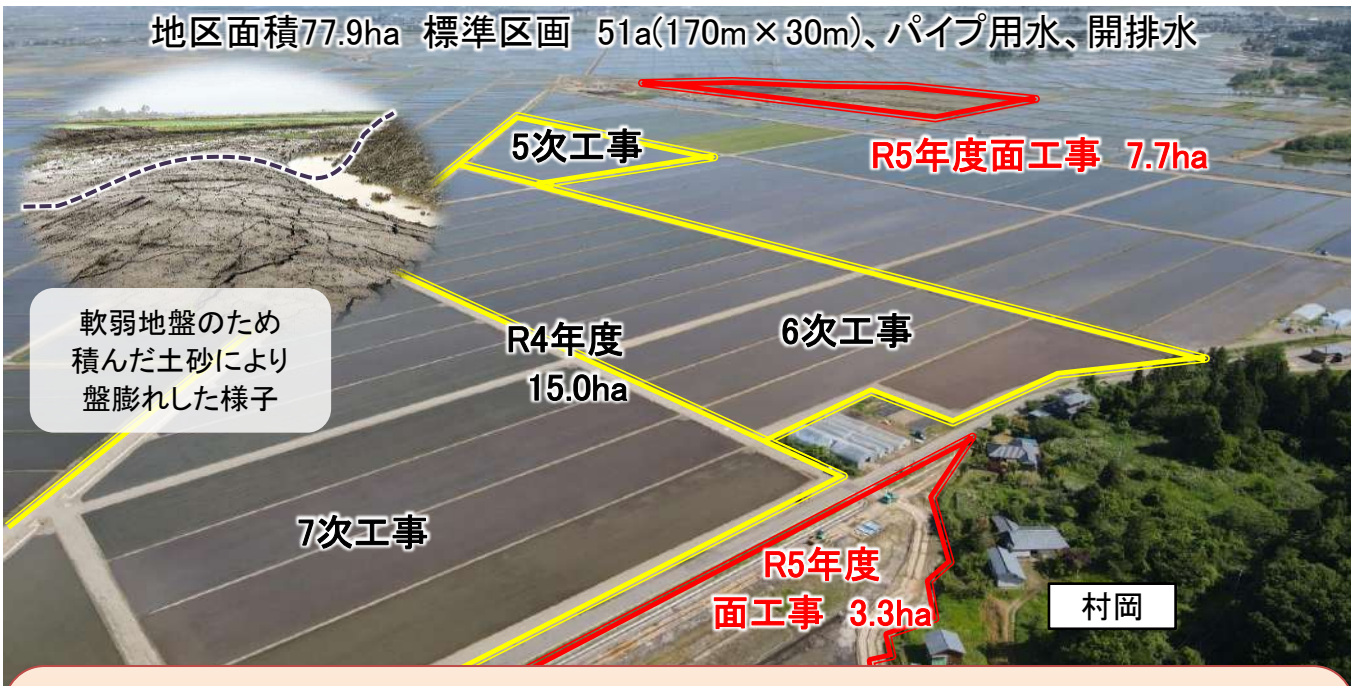 地区面積77.9ha 標準区画 51a(170m×30m)、パイプ用水、開排水
5次工事
R5年度面工事 7.7ha
軟弱地盤のため
積んだ土砂により
盤膨れした様子
R4年度
15.0ha
6次工事
7次工事
R5年度
面工事 3.3ha
村岡